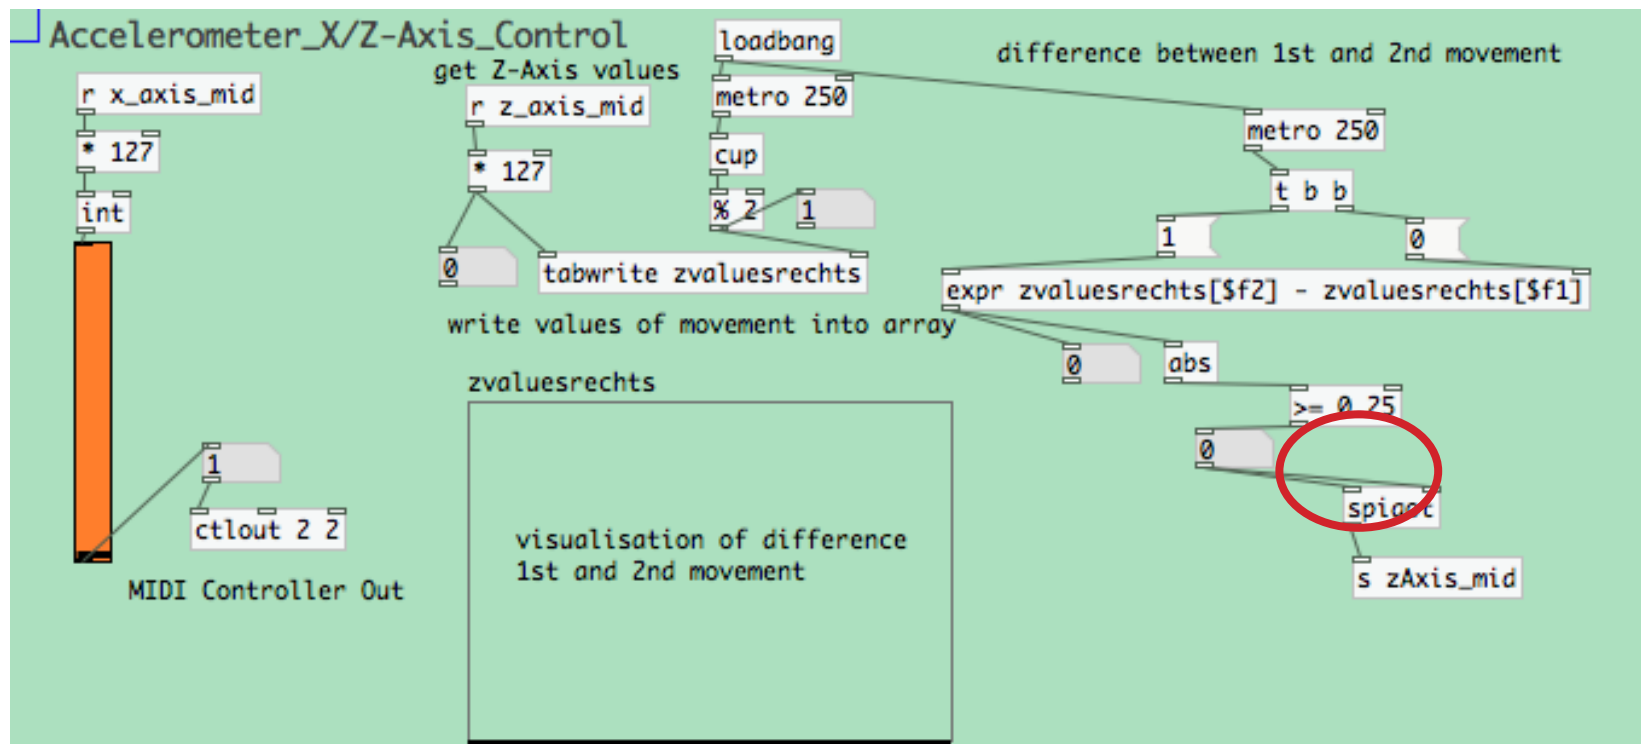 Accelerometer_X/Z-Axis_Control
r x_axis_mid
* 127
int
1
ctlout 2 2
MIDI Controller Out
get Z-Axis values
r z_axis_mid
* 127
0
tabwrite zvaluesrechts
write values of movement into array
loadbang
metro 250
cup
% 2
1
zvaluesrechts
visualisation of difference
1st and 2nd movement
difference between 1st and 2nd movement
metro 250
t b b
1
0
expr zvaluesrechts[$f2] - zvaluesrechts[$f1]
0
abs
>= 0.25
0
spigot
s zAxis_mid